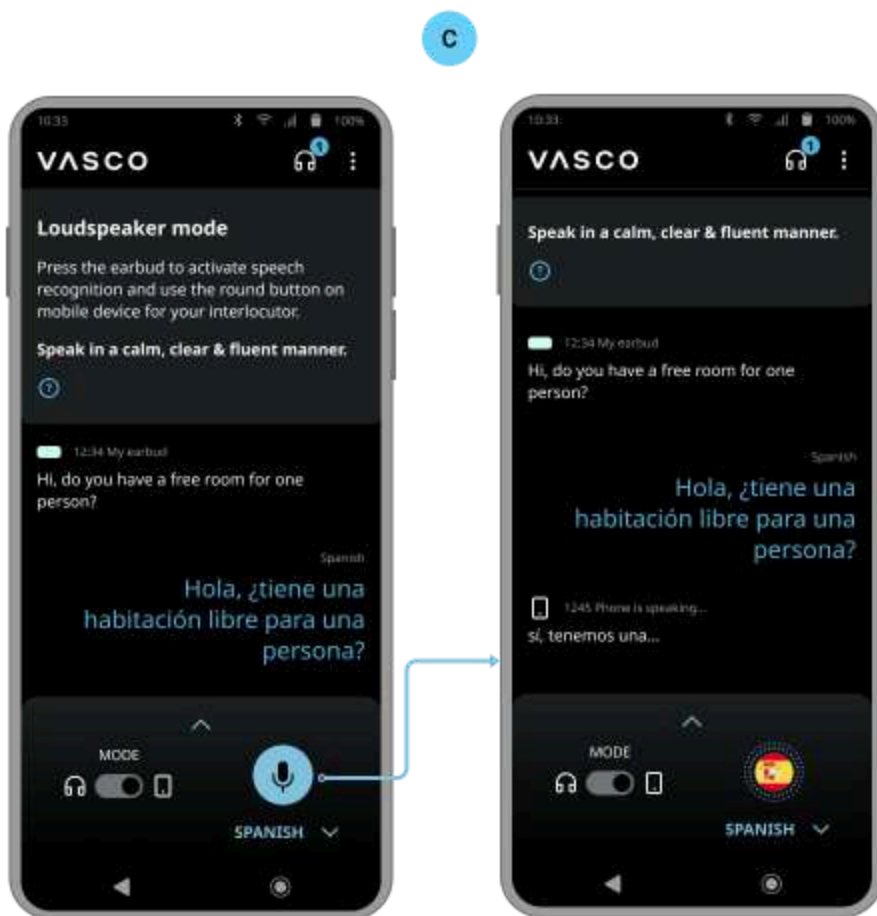 C
10:33
100%
VASCO
1
Loudspeaker mode
Press the earbud to activate speech
recognition and use the round button on
mobile device for your interlocutor.
Speak in a calm, clear & fluent manner.
?
12:34 My earbud
Hi, do you have a free room for one
person?
Spanish
Hola, ¿tiene una
habitación libre para una
persona?
MODE
SPANISH
10:33
100%
VASCO
1
Speak in a calm, clear & fluent manner.
?
12:34 My earbud
Hi, do you have a free room for one
person?
Spanish
Hola, ¿tiene una
habitación libre para una
persona?
1245 Phone is speaking...
sí, tenemos una...
MODE
SPANISH